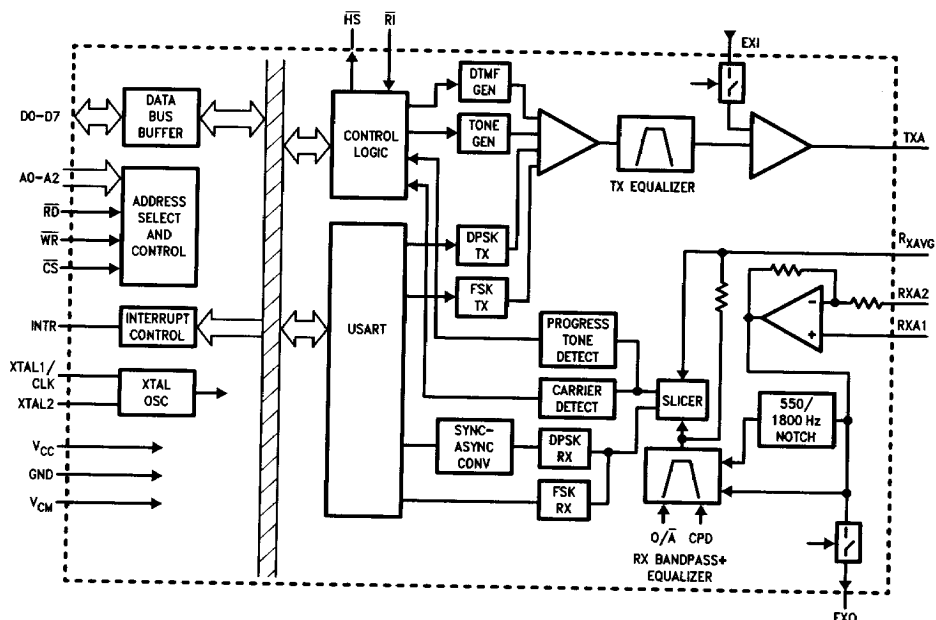 HS
RI
EXI
D0-D7
DATA
BUS
BUFFER
CONTROL
LOGIC
DTMF
GEN
TONE
GEN
TX EQUALIZER
TXA
A0-A2
RD
WR
CS
ADDRESS
SELECT
AND
CONTROL
USART
DPSK
TX
FSK
TX
RXAVG
RXA2
RXA1
-
+
INTR
INTERRUPT
CONTROL
PROGRESS
TONE
DETECT
XTAL1/
CLK
XTAL2
XTAL
OSC
CARRIER
DETECT
SLICER
550/
1800 Hz
NOTCH
VCC
GND
VCM
SYNC-
ASYNC
CONV
DPSK
RX
FSK
RX
O/A CPD
RX BANDPASS+
EQUALIZER
EXO